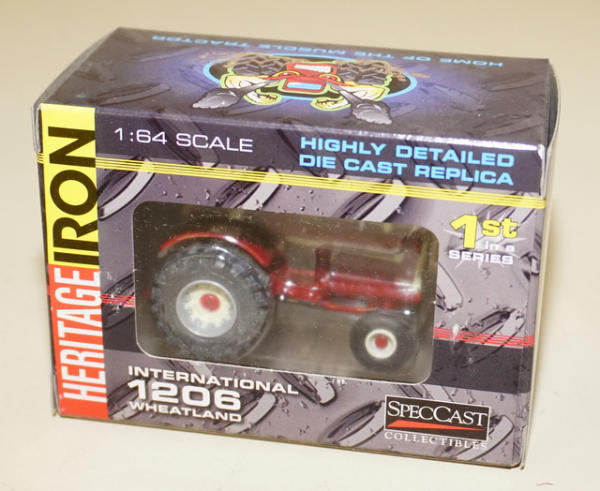 HOME OF THE MUSCLE TRACTOR
1:64 SCALE
HIGHLY DETAILED
DIE CAST REPLICA
HERITAGE IRON
1st
in a
SERIES
INTERNATIONAL
1206
WHEATLAND
SPECCAST
COLLECTIBLES